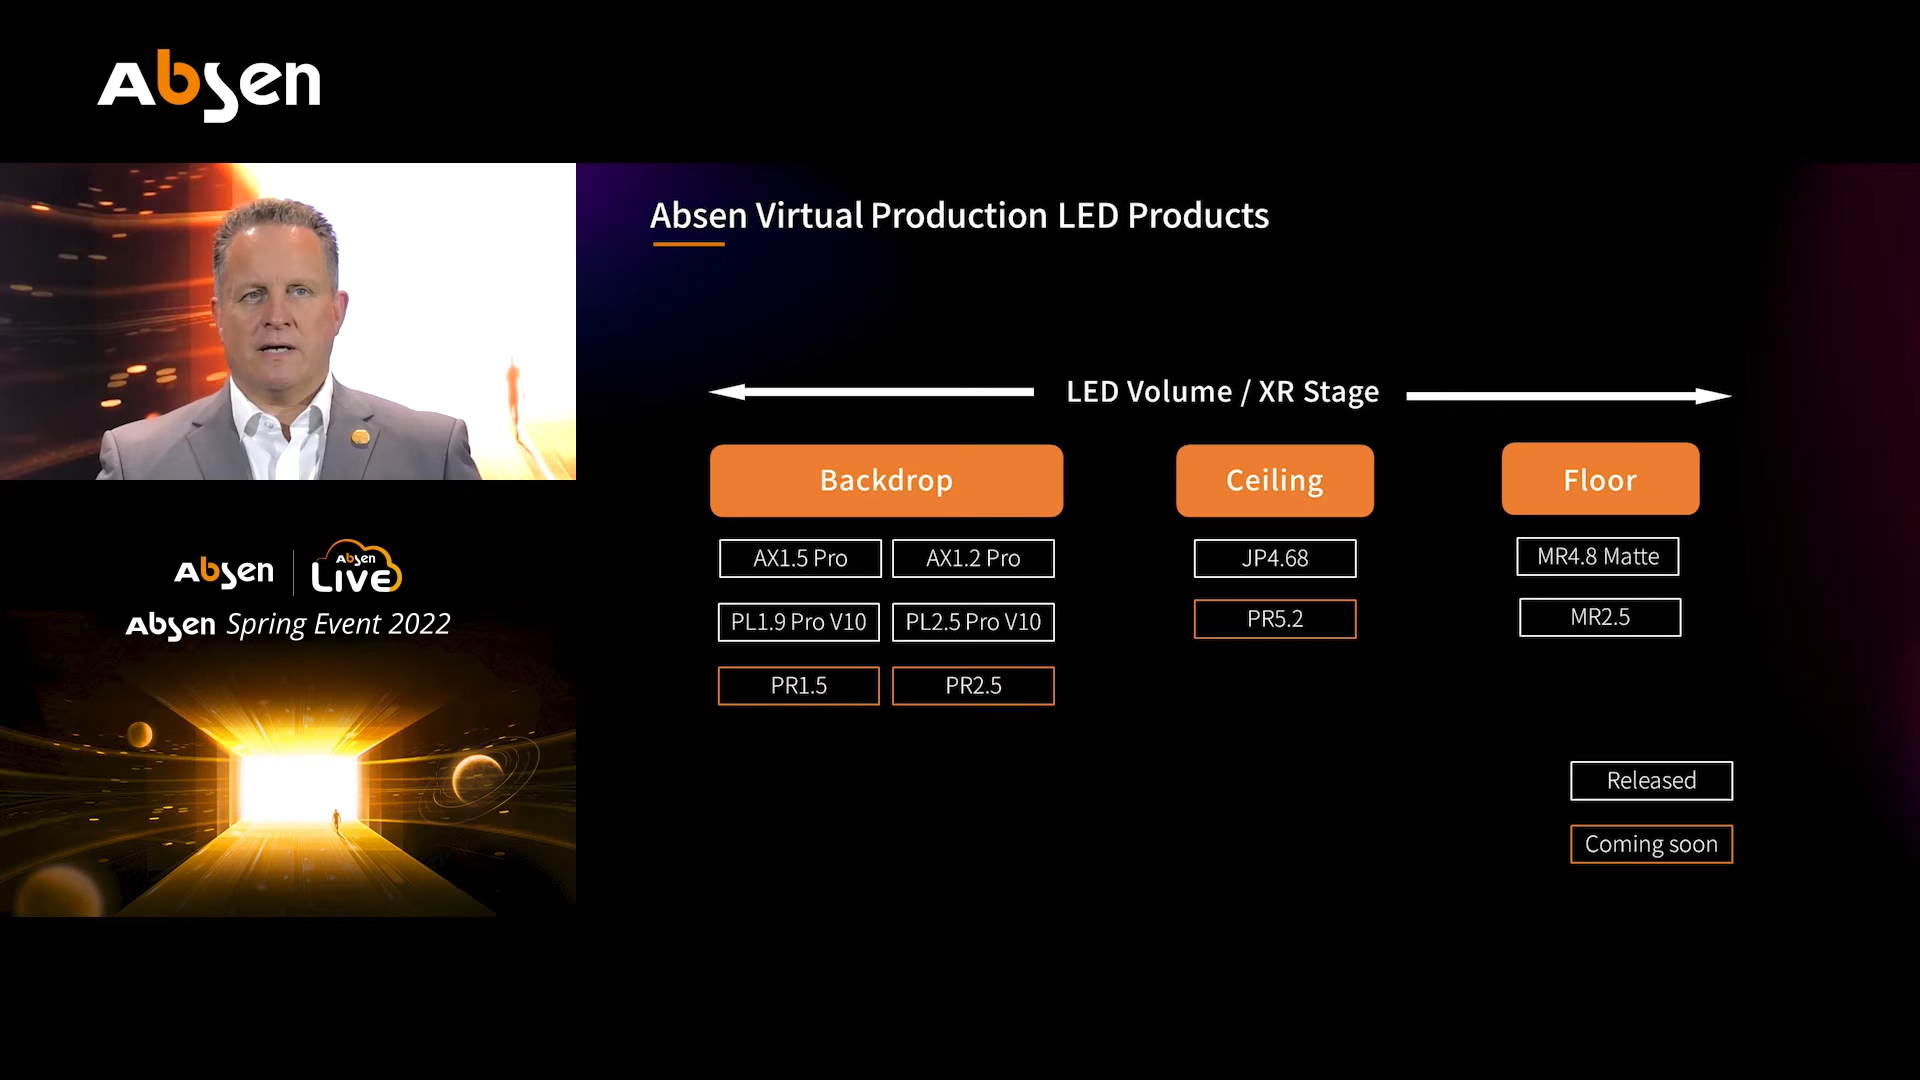 Absen
Absen Virtual Production LED Products
LED Volume / XR Stage
Backdrop
Ceiling
Floor
AX1.5 Pro
AX1.2 Pro
JP4.68
MR4.8 Matte
PL1.9 Pro V10
PL2.5 Pro V10
PR5.2
MR2.5
PR1.5
PR2.5
Released
Coming soon
Absen
Absen
LIVE
Absen Spring Event 2022